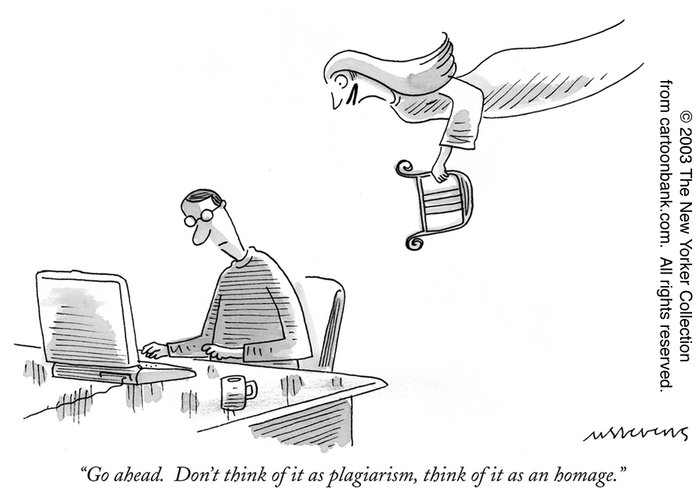 © 2003 The New Yorker Collection
from cartoonbank.com. All rights reserved.
MSTEVENS
“Go ahead. Don’t think of it as plagiarism, think of it as an homage.”